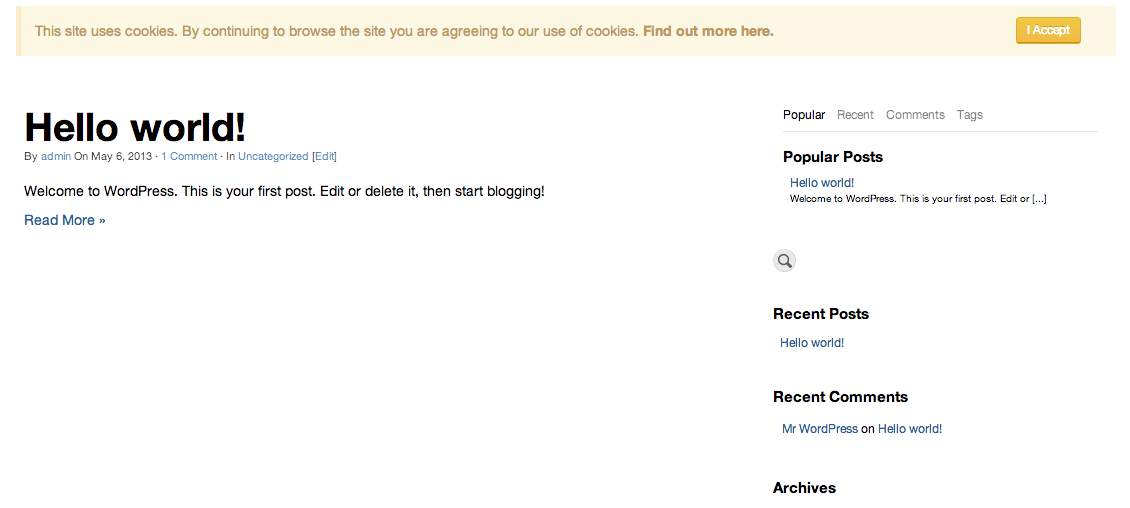 This site uses cookies. By continuing to browse the site you are agreeing to our use of cookies. Find out more here.
I Accept
Hello world!
By admin On May 6, 2013 · 1 Comment · In Uncategorized [Edit]
Welcome to WordPress. This is your first post. Edit or delete it, then start blogging!
Read More »
Popular Recent Comments Tags
Popular Posts
Hello world!
Welcome to WordPress. This is your first post. Edit or [...]
Recent Posts
Hello world!
Recent Comments
Mr WordPress on Hello world!
Archives